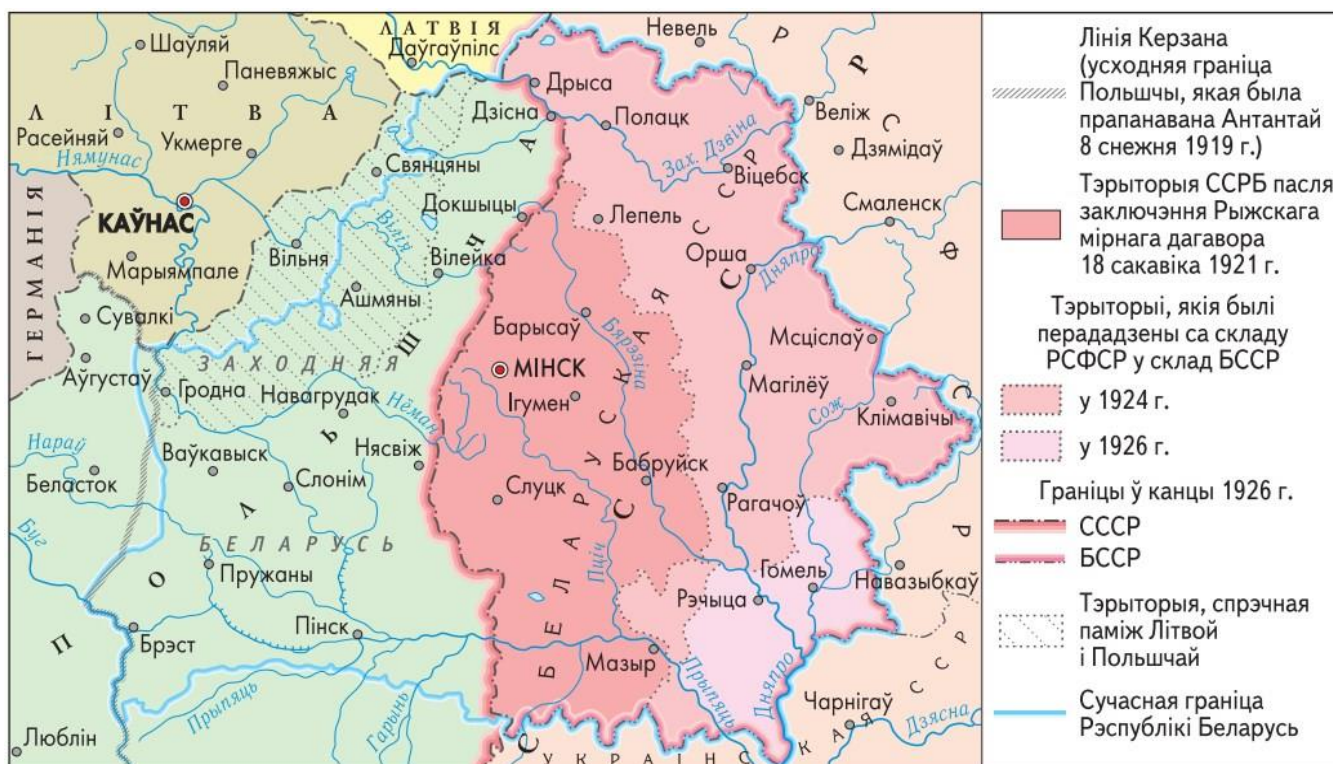 Шаўляй
Паневяжыс
ЛІТВА
Расейняй
Укмерге
Нямунас
КАЎНАС
Марыямпале
ГЕРМАНІЯ
ЛАТВІЯ
Даўгаўпілс
Невель
РСФСР
Дрыса
Дзісна
Полацк
Веліж
Зах. Дзвіна
Дзямідаў
Свянцяны
Віцебск
Докшыцы
Лепель
Смаленск
Вілія
Вільня
Вілейка
Орша
Дняпро
Ашмяны
Сувалкі
Барысаў
Мсціслаў
ЗАХОДНЯЯ
МІНСК
Бярэзіна
Аўгустаў
Гродна
Навагрудак
Нёман
Ігумен
Магілёў
Сож
Клімавічы
Нараў
Ваўкавыск
Нясвіж
Беласток
Слонім
Слуцк
Бабруйск
Рагачоў
БЕЛАРУСЬ
Буг
Пружаны
Пціч
Гомель
Навазыбкаў
Рэчыца
Брэст
Пінск
Мазыр
ПОЛЬШЧА
БЕЛАРУСКАЯ ССР
СССР
Прыпяць
Гарынь
Прыпяць
Дняпро
Чарнігаў
Дзясна
Люблін
УКРАІНСКАЯ ССР
Лінія Керзана
(усходняя граніца
Польшчы, якая была
прапанавана Антантай
8 снежня 1919 г.)
Тэрыторыя ССРБ пасля
заключэння Рыжскага
мірнага дагавора
18 сакавіка 1921 г.
Тэрыторыі, якія былі
перададзены са складу
РСФСР у склад БССР
у 1924 г.
у 1926 г.
Граніцы ў канцы 1926 г.
СССР
БССР
Тэрыторыя, спрэчная
паміж Літвой
і Польшчай
Сучасная граніца
Рэспублікі Беларусь